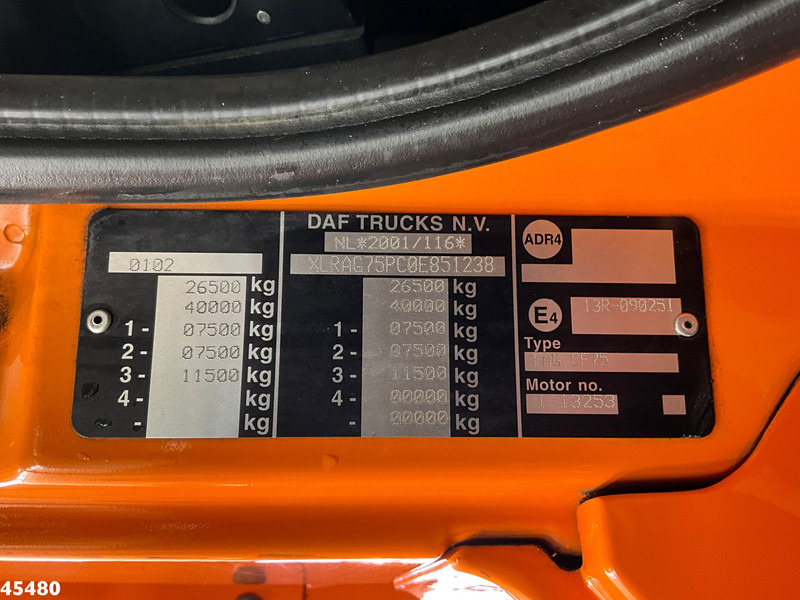 DAF TRUCKS N.V.
NL*2001/116*
0102
XLRAG75PC0E851238
26500 kg
40000 kg
1- 07500 kg
2- 07500 kg
3- 11500 kg
4- kg
- kg
26500 kg
40000 kg
1- 07500 kg
2- 07500 kg
3- 11500 kg
4- 00000 kg
- 00000 kg
ADR4
E4 13R-090251
Type
CF75
Motor no.
13253
45480